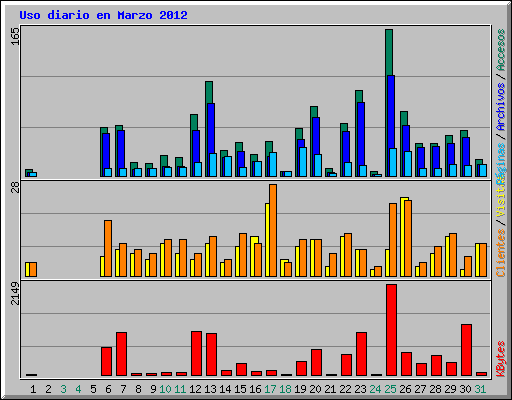 Uso diario en Marzo 2012
165
28
2149
Páginas / Archivos / Accesos
Clientes / Visitas
KBytes
1 2 3 4 5 6 7 8 9 10 11 12 13 14 15 16 17 18 19 20 21 22 23 24 25 26 27 28 29 30 31